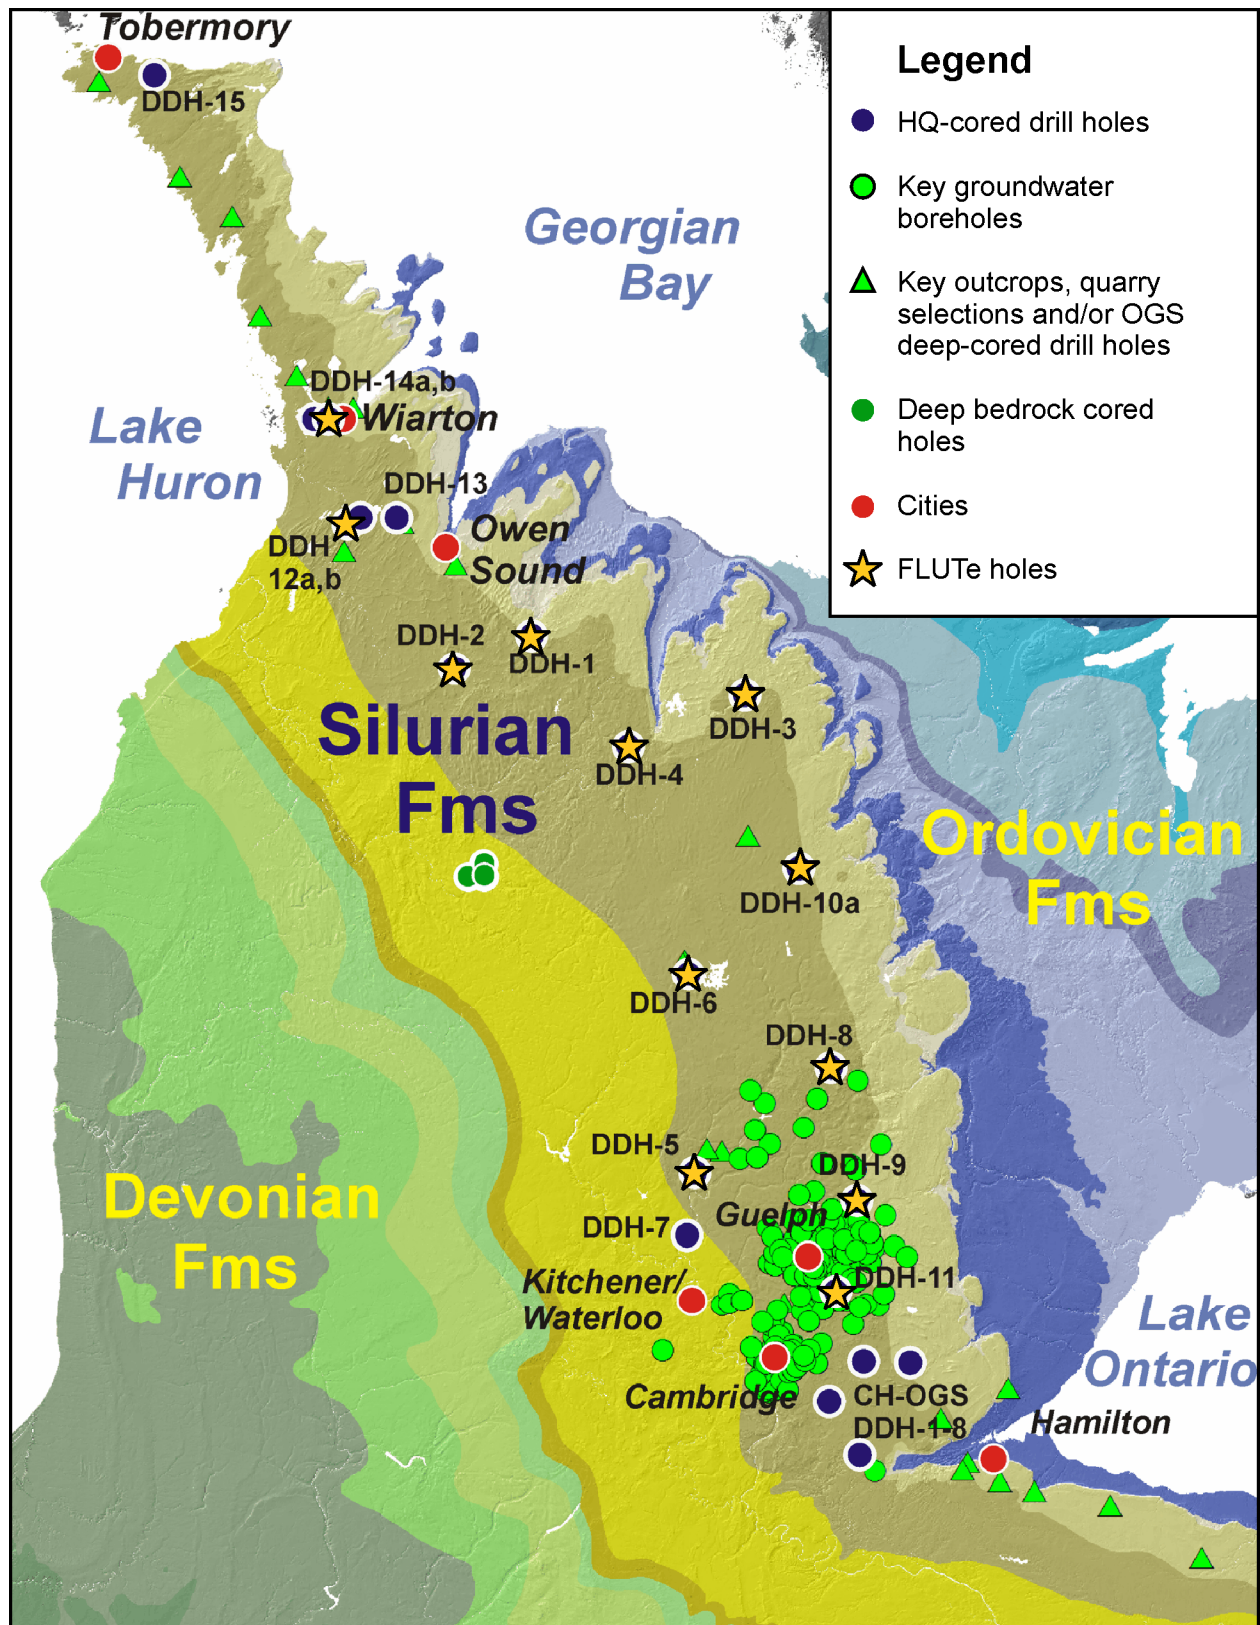 Tobermory
DDH-15
Legend
HQ-cored drill holes
Key groundwater
boreholes
Key outcrops, quarry
selections and/or OGS
deep-cored drill holes
Deep bedrock cored
holes
Cities
FLUTe holes
Georgian
Bay
DDH-14a,b
Wiarton
Lake
Huron
DDH-13
Owen
Sound
DDH
12a,b
DDH-2
DDH-1
Silurian
Fms
DDH-3
DDH-4
Ordovician
Fms
DDH-10a
DDH-6
DDH-8
DDH-5
DDH-9
Devonian
Fms
Guelph
DDH-7
DDH-11
Kitchener/
Waterloo
Lake
Ontario
Cambridge
CH-OGS
DDH-1-8
Hamilton